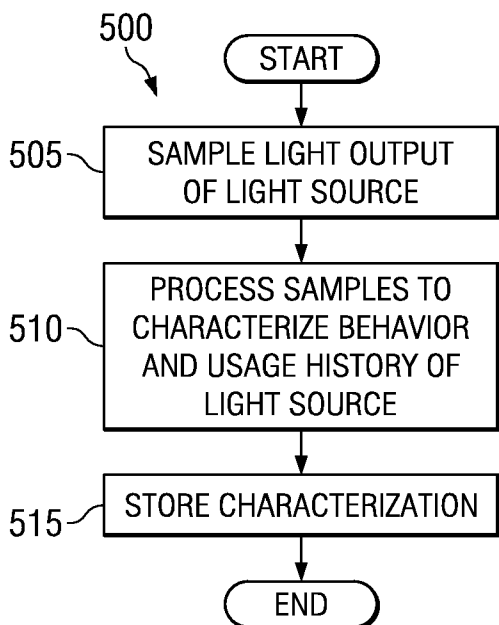 500
START
505
SAMPLE LIGHT OUTPUT
OF LIGHT SOURCE
510
PROCESS SAMPLES TO
CHARACTERIZE BEHAVIOR
AND USAGE HISTORY OF
LIGHT SOURCE
515
STORE CHARACTERIZATION
END